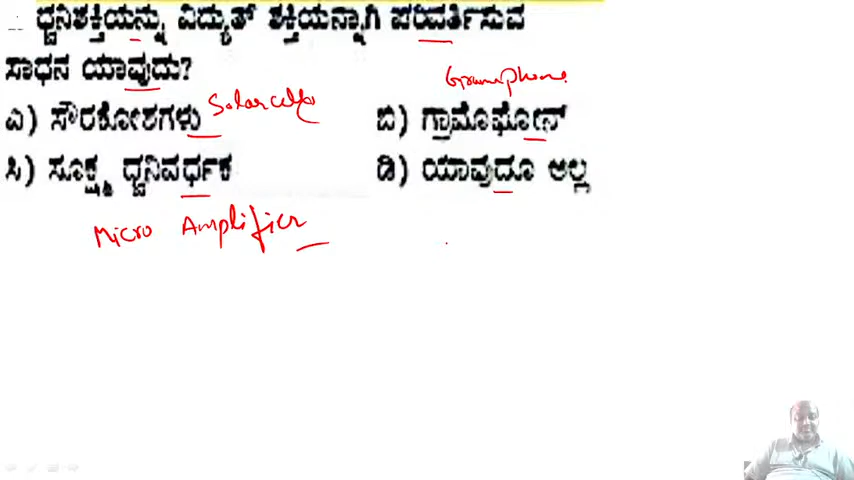 ಧ್ವನಿಶಕ್ತಿಯನ್ನು ವಿದ್ಯುತ್ ಶಕ್ತಿಯನ್ನಾಗಿ ಪರಿವರ್ತಿಸುವ
ಸಾಧನ ಯಾವುದು?
Gramophone
ಎ) ಸೌರಕೋಶಗಳು Solar cells ಬಿ) ಗ್ರಾಮೊಫೋನ್
ಸಿ) ಸೂಕ್ಷ್ಮ ಧ್ವನಿವರ್ಧಕ ಡಿ) ಯಾವುದೂ ಅಲ್ಲ
Micro Amplifier